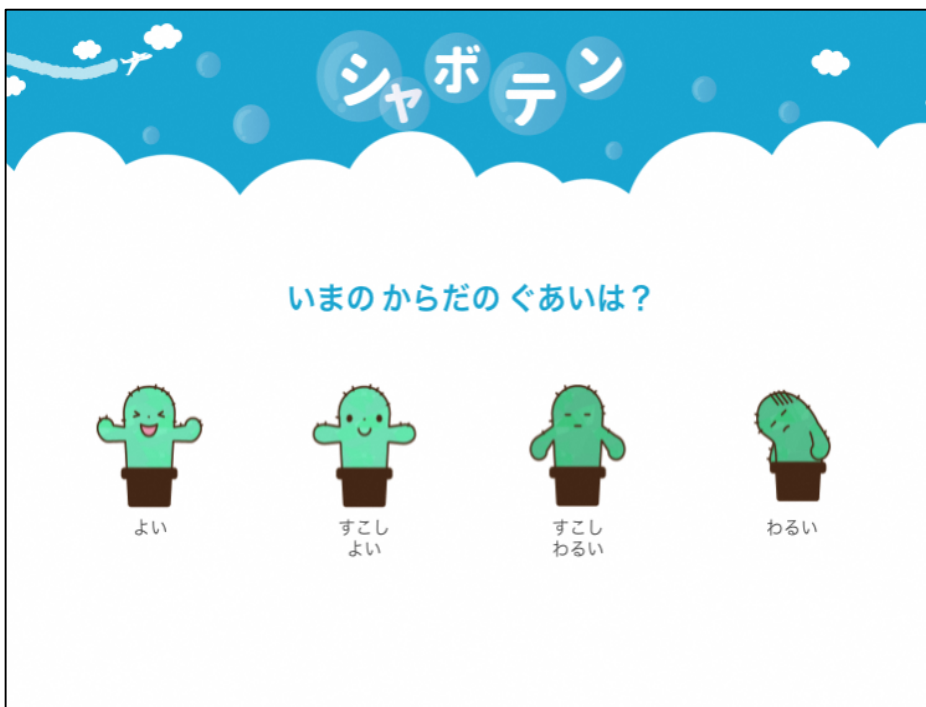 シャボテン
いまの からだの ぐあいは？
よい
すこし
よい
すこし
わるい
わるい